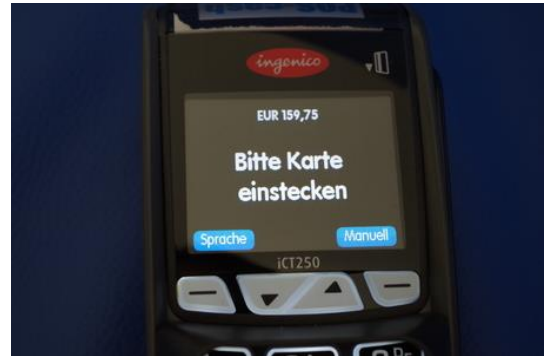 ingenico
EUR 159,75
Bitte Karte
einstecken
Sprache
Manuell
iCT250